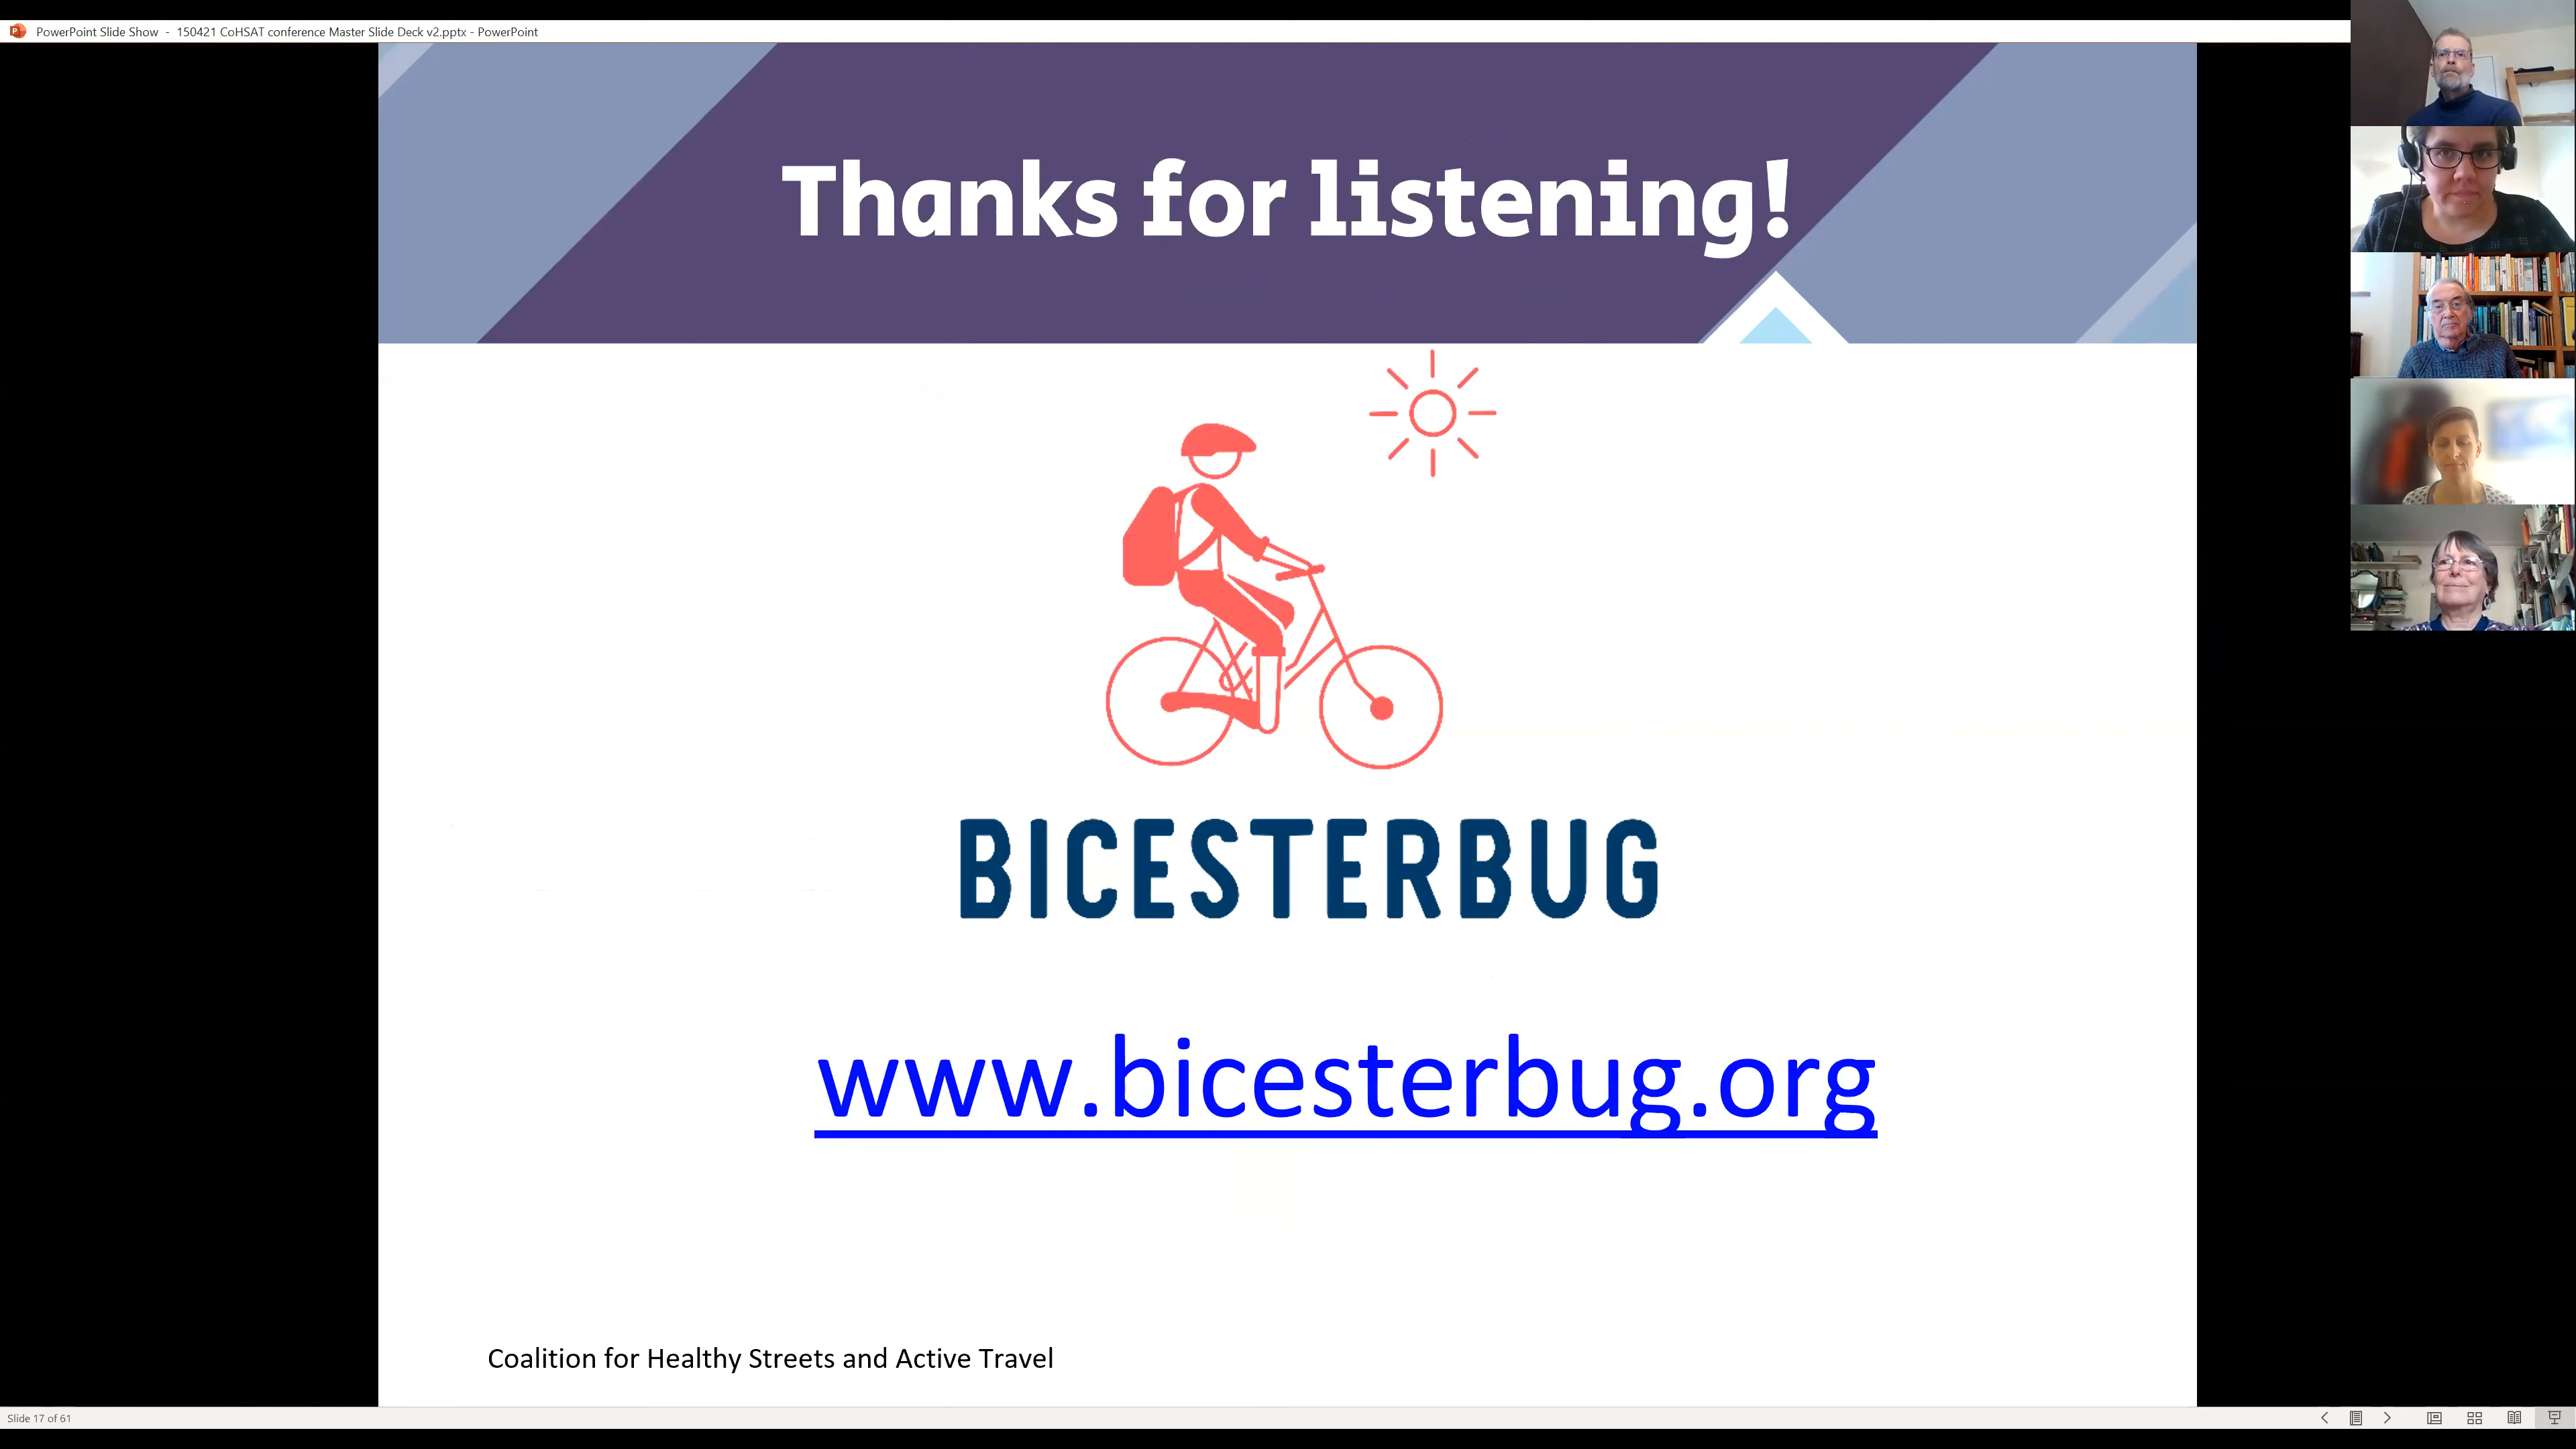 PowerPoint Slide Show - 150421 CoHSAT conference Master Slide Deck v2.pptx - PowerPoint
Thanks for listening!
BICESTERBUG
www.bicesterbug.org
Coalition for Healthy Streets and Active Travel
Slide 17 of 61